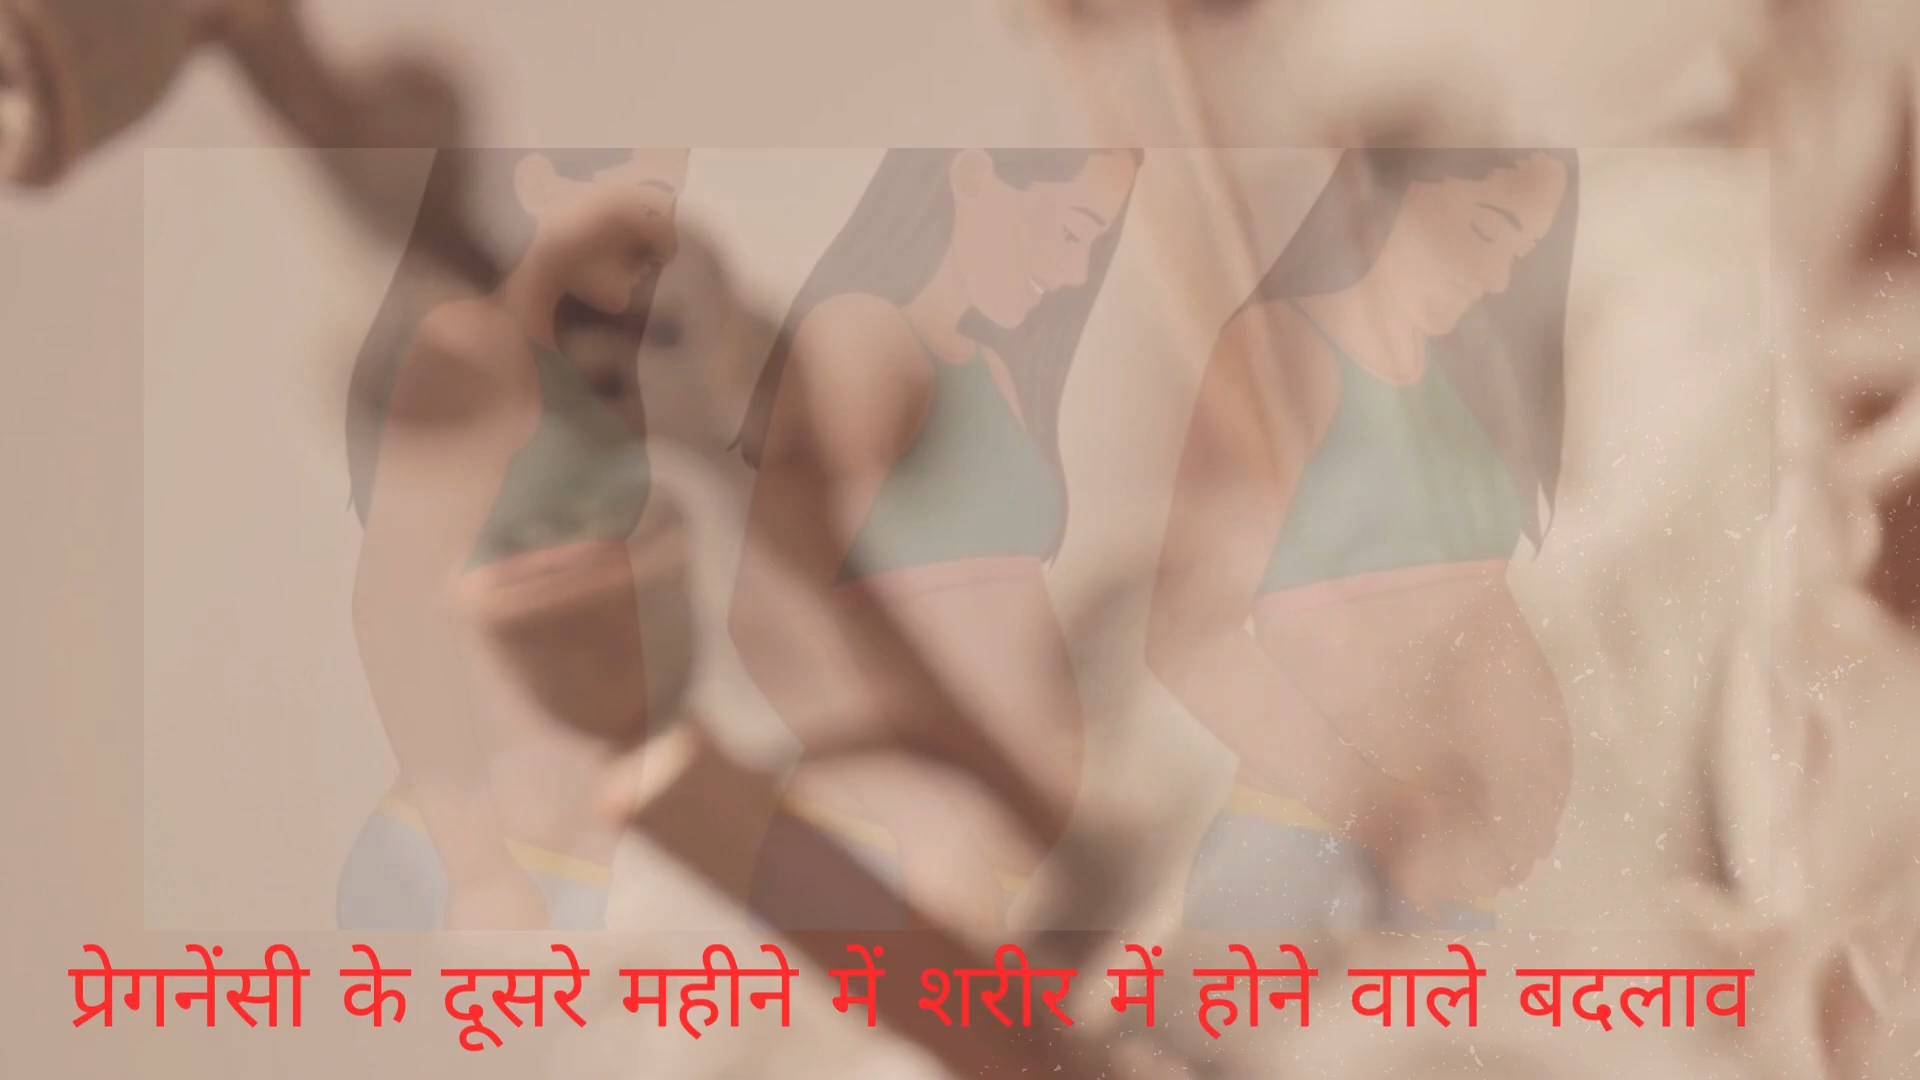 प्रेगनेंसी के दूसरे महीने में शरीर में होने वाले बदलाव